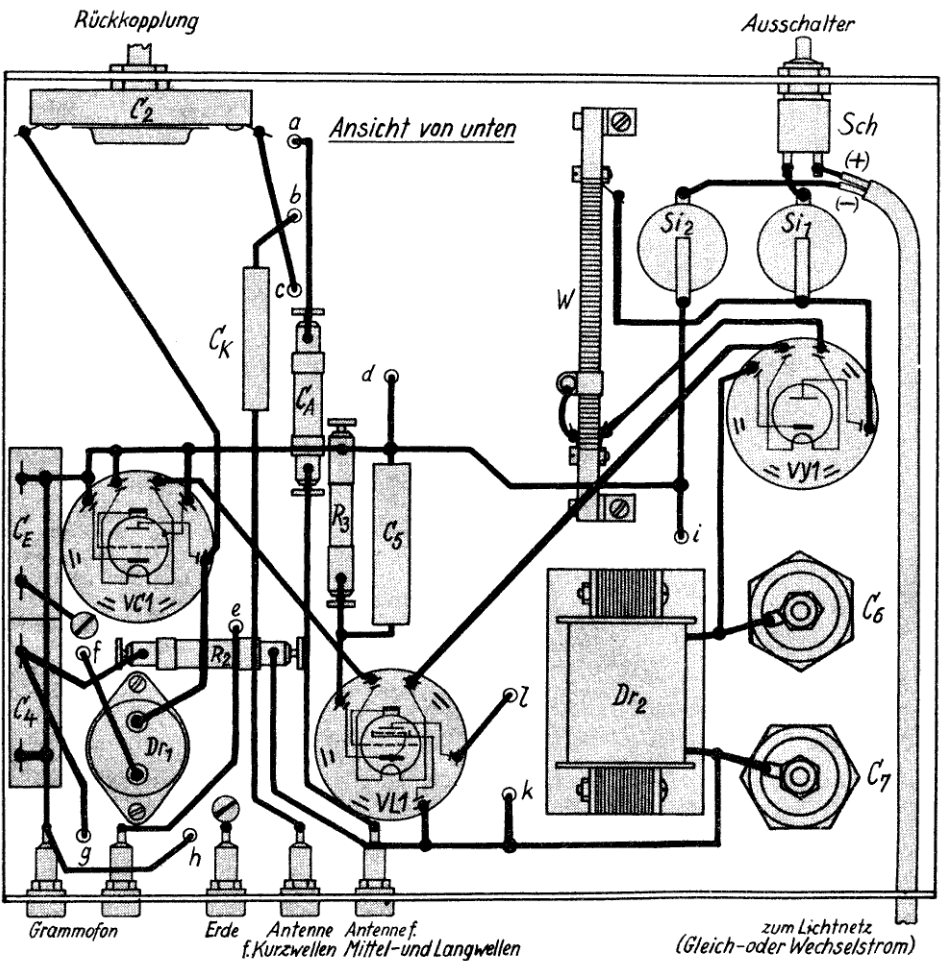 Rückkopplung
Ausschalter
C2
a
Ansicht von unten
Sch
(+)
b
(-)
Si2
Si1
c
W
CK
d
CA
VY1
CE
R3
C5
i
VC1
e
C6
f
R2
l
C4
Dr1
Dr2
VL1
k
C7
g
h
Grammofon
Erde
Antenne
f. Kurzwellen
Antenne f.
Mittel-und Langwellen
zum Lichtnetz
(Gleich-oder Wechselstrom)